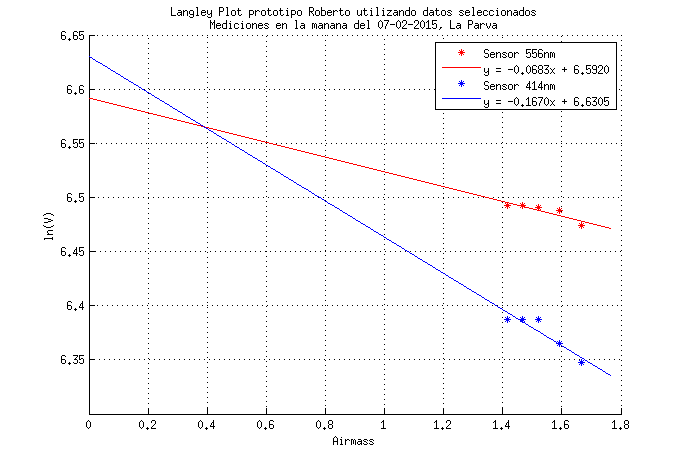 Langley Plot prototipo Roberto utilizando datos seleccionados
Mediciones en la manana del 07-02-2015, La Parva
Sensor 556nm
y = -0.0683x + 6.5920
Sensor 414nm
y = -0.1670x + 6.6305
6.65
6.6
6.55
6.5
6.45
6.4
6.35
ln(V)
0 0.2 0.4 0.6 0.8 1 1.2 1.4 1.6 1.8
Airmass